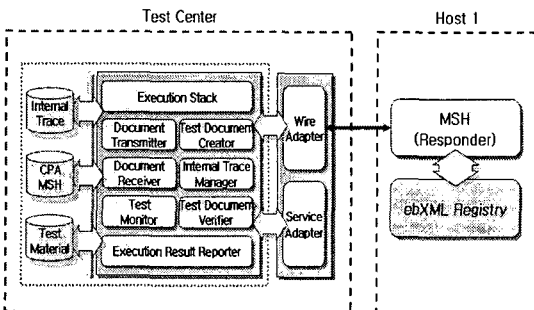 Test Center
Host 1
Internal
Trace
CPA
MSH
Test
Material
Execution Stack
Document
Transmitter
Test Document
Creator
Document
Receiver
Internal Trace
Manager
Test
Monitor
Test Document
Verifier
Execution Result Reporter
Wire
Adapter
Service
Adapter
MSH
(Responder)
ebXML Registry